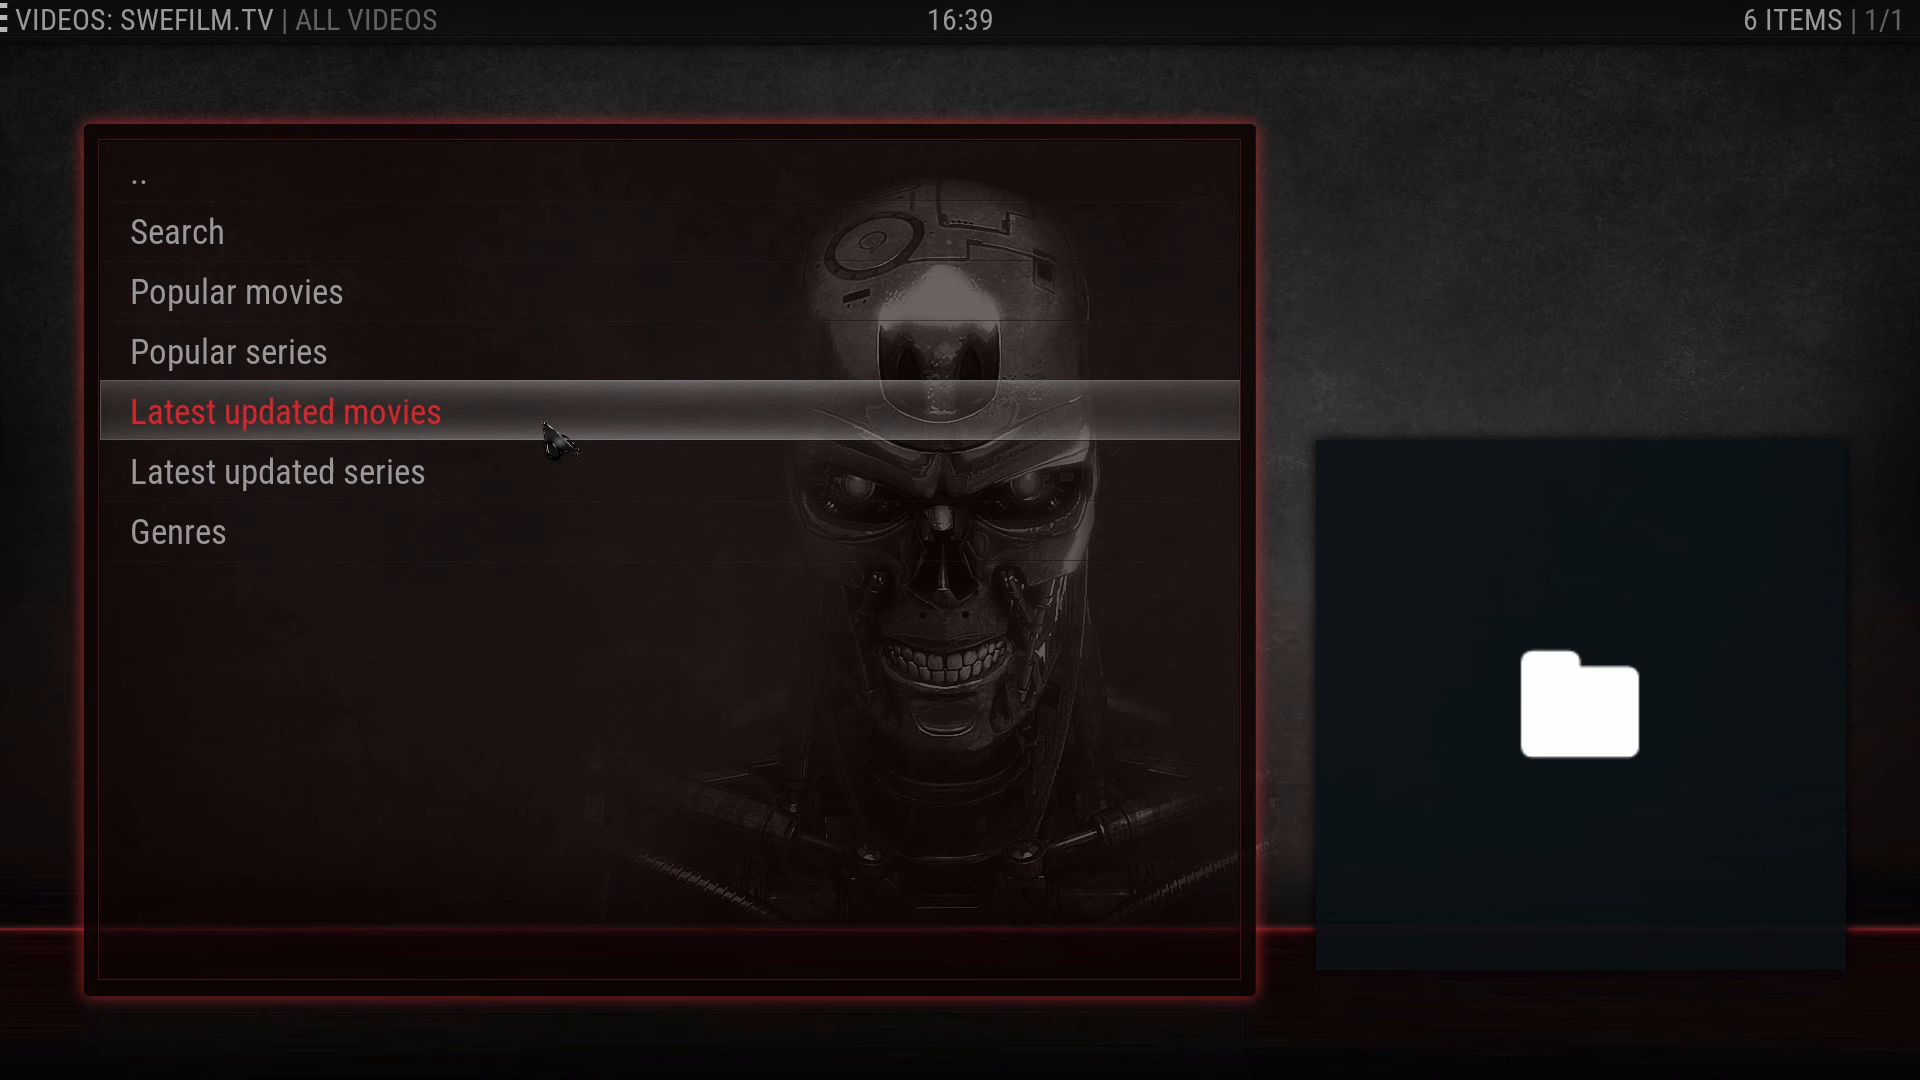 VIDEOS: SWEFILM.TV | ALL VIDEOS
16:39
6 ITEMS | 1/1
..
Search
Popular movies
Popular series
Latest updated movies
Latest updated series
Genres